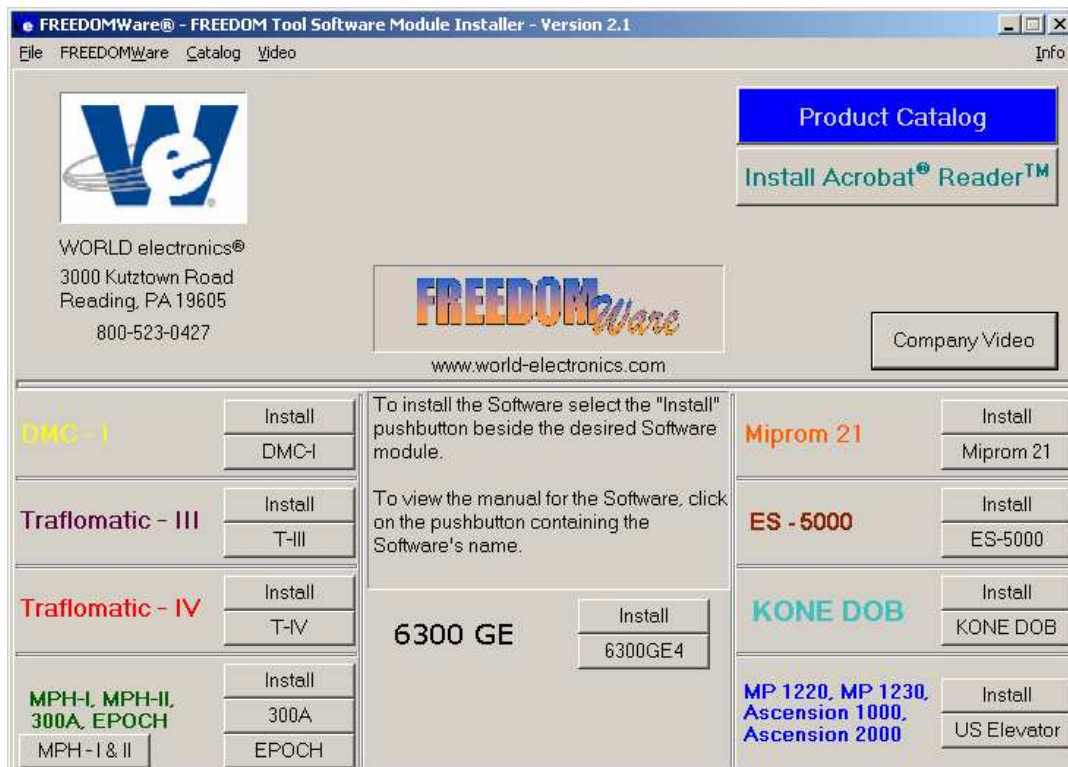 FREEDOMWare® - FREEDOM Tool Software Module Installer - Version 2.1
File FREEDOMWare Catalog Video Info
We
Product Catalog
Install Acrobat® Reader™
WORLD electronics®
3000 Kutztown Road
Reading, PA 19605
800-523-0427
FREEDOMWare
www.world-electronics.com
Company Video
DMC - I
Install
DMC-I
Traflomatic - III
Install
T-III
Traflomatic - IV
Install
T-IV
MPH-I, MPH-II,
300A, EPOCH
MPH - I & II
Install
300A
EPOCH
To install the Software select the "Install"
pushbutton beside the desired Software
module.
To view the manual for the Software, click
on the pushbutton containing the
Software's name.
6300 GE
Install
6300GE4
Miprom 21
Install
Miprom 21
ES - 5000
Install
ES-5000
KONE DOB
Install
KONE DOB
MP 1220, MP 1230,
Ascension 1000,
Ascension 2000
Install
US Elevator